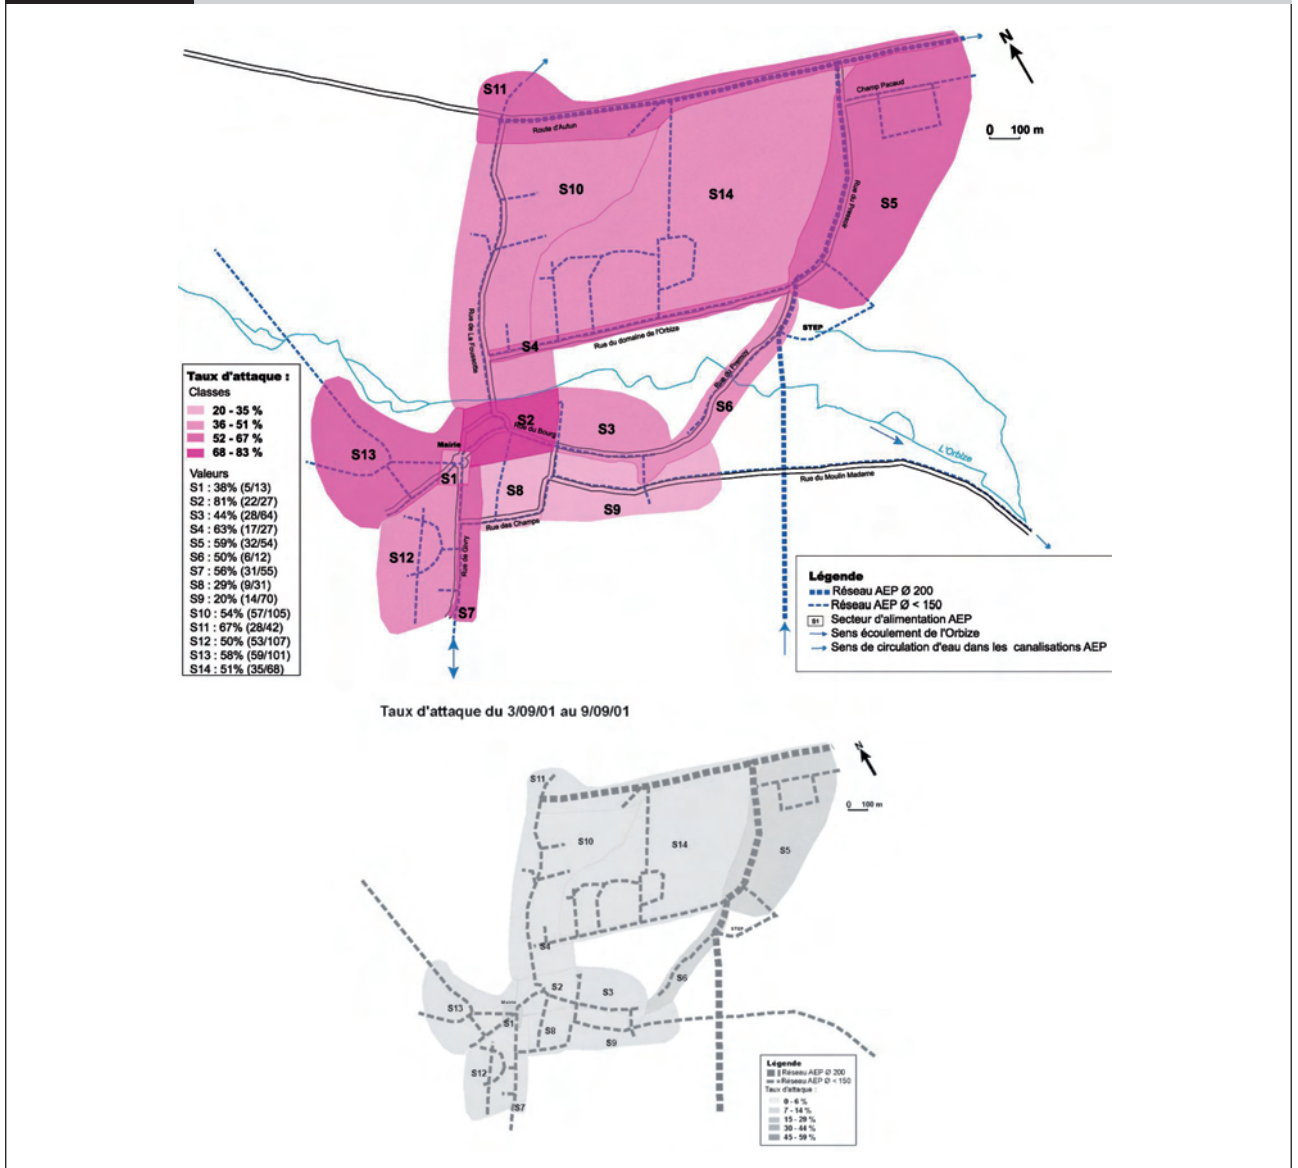 N
S11
Champ Pacaud
0 100 m
Route d'Autun
S10
S14
S5
Rue du Pressoir
Rue de La Foussotte
STEP
S4
Rue du domaine de l'Orbize
Taux d'attaque :
Classes
20 - 35 %
36 - 51 %
52 - 67 %
68 - 83 %
S6
S2
Rue du Bourg
S3
Mairie
S13
L'Orbize
S1
S8
Rue du Moulin Madame
S9
Rue des Champs
S12
Rue de Givry
S7
Valeurs
S1 : 38% (5/13)
S2 : 81% (22/27)
S3 : 44% (28/64)
S4 : 63% (17/27)
S5 : 59% (32/54)
S6 : 50% (6/12)
S7 : 56% (31/55)
S8 : 29% (9/31)
S9 : 20% (14/70)
S10 : 54% (57/105)
S11 : 67% (28/42)
S12 : 50% (53/107)
S13 : 58% (59/101)
S14 : 51% (35/68)
Légende
Réseau AEP Ø 200
Réseau AEP Ø < 150
S1 Secteur d'alimentation AEP
Sens écoulement de l'Orbize
Sens de circulation d'eau dans les canalisations AEP
Taux d'attaque du 3/09/01 au 9/09/01
N
S11
0 100 m
S10
S14
S5
STEP
S4
S6
S2
S3
Mairie
S13
S1
S8
S9
S12
S7
Légende
Réseau AEP Ø 200
Réseau AEP Ø < 150
Taux d'attaque :
0 - 6 %
7 - 14 %
15 - 29 %
30 - 44 %
45 - 59 %